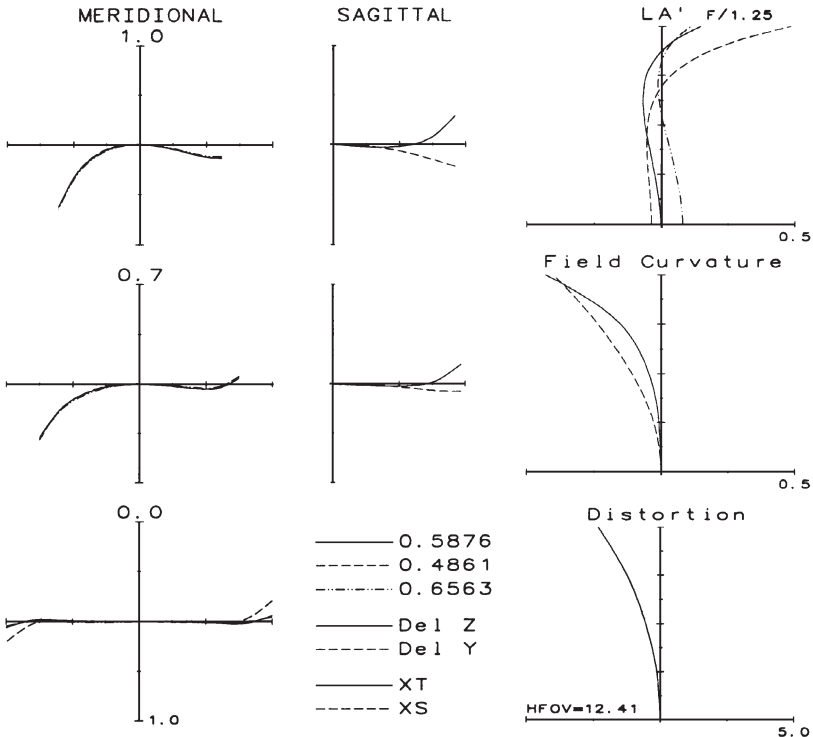 MERIDIONAL
SAGITTAL
LA' F/1.25
1.0
0.5
0.7
Field Curvature
0.5
0.0
1.0
0.5876
0.4861
0.6563
Del Z
Del Y
XT
XS
Distortion
HFOV=12.41
5.0